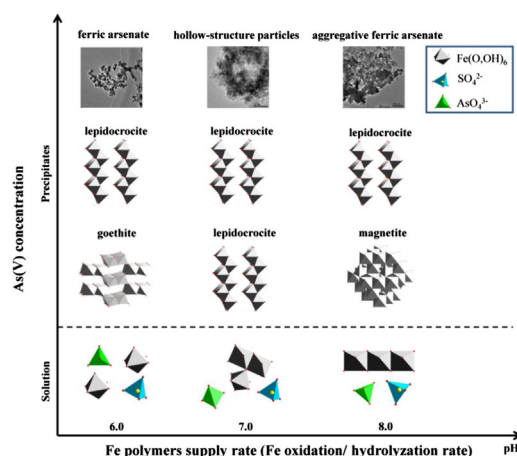 ferric arsenate hollow-structure particles aggregative ferric arsenate
Fe(O,OH)₆
SO₄²⁻
AsO₄³⁻
lepidocrocite lepidocrocite lepidocrocite
goethite lepidocrocite magnetite
As(V) concentration
Precipitates
Solution
6.0 7.0 8.0
Fe polymers supply rate (Fe oxidation/ hydrolyzation rate) pH